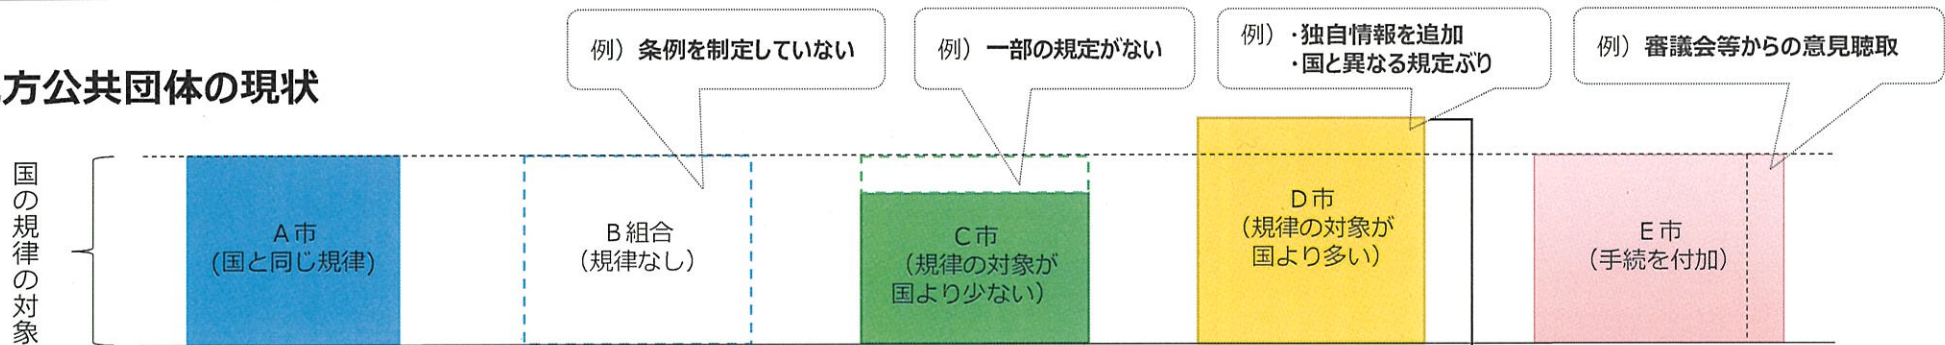 例）条例を制定していない
例）一部の規定がない
例）・独自情報を追加
・国と異なる規定ぶり
例）審議会等からの意見聴取
方公共団体の現状
国の規律の対象
A市
(国と同じ規律)
B組合
（規律なし）
C市
（規律の対象が
国より少ない）
D市
（規律の対象が
国より多い）
E市
（手続を付加）